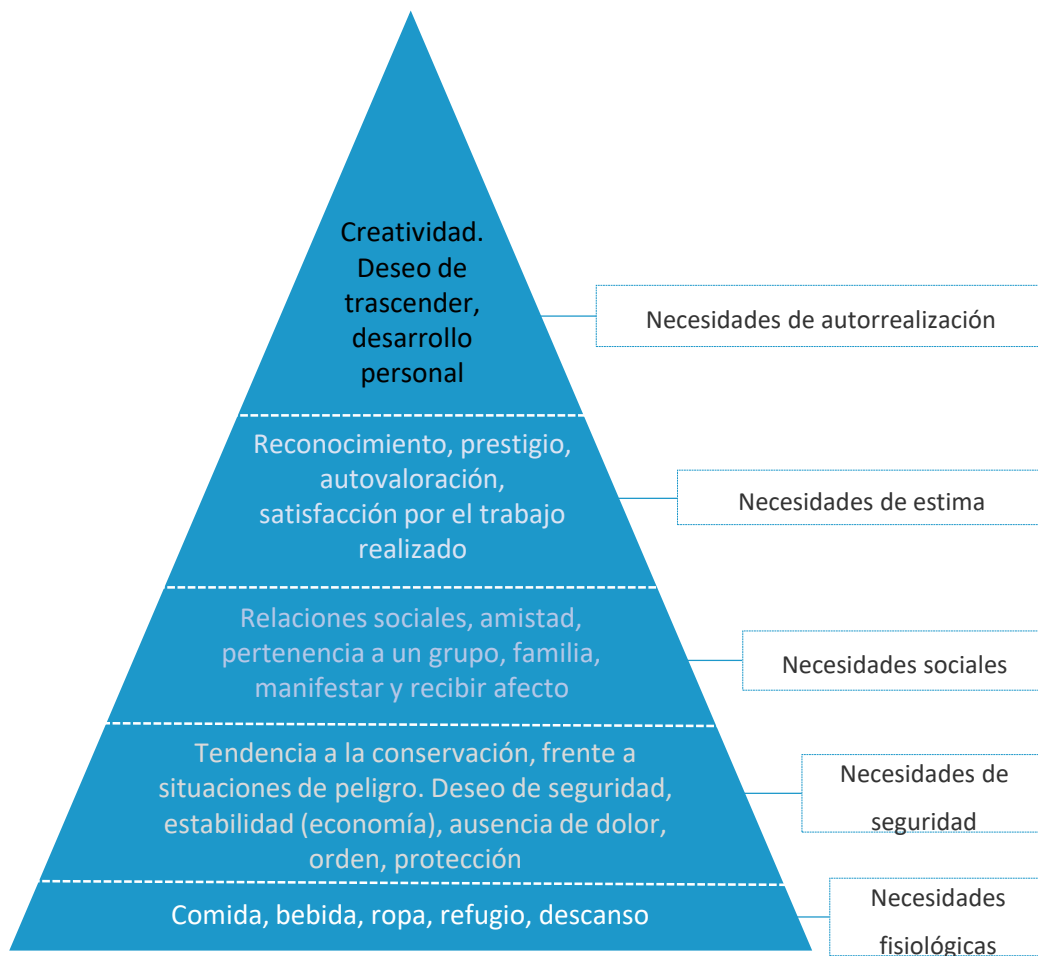 Creatividad.
Deseo de
trascender,
desarrollo
personal
Necesidades de autorrealización
Reconocimiento, prestigio,
autovaloración,
satisfacción por el trabajo
realizado
Necesidades de estima
Relaciones sociales, amistad,
pertenencia a un grupo, familia,
manifestar y recibir afecto
Necesidades sociales
Tendencia a la conservación, frente a
situaciones de peligro. Deseo de seguridad,
estabilidad (economía), ausencia de dolor,
orden, protección
Necesidades de
seguridad
Comida, bebida, ropa, refugio, descanso
Necesidades
fisiológicas